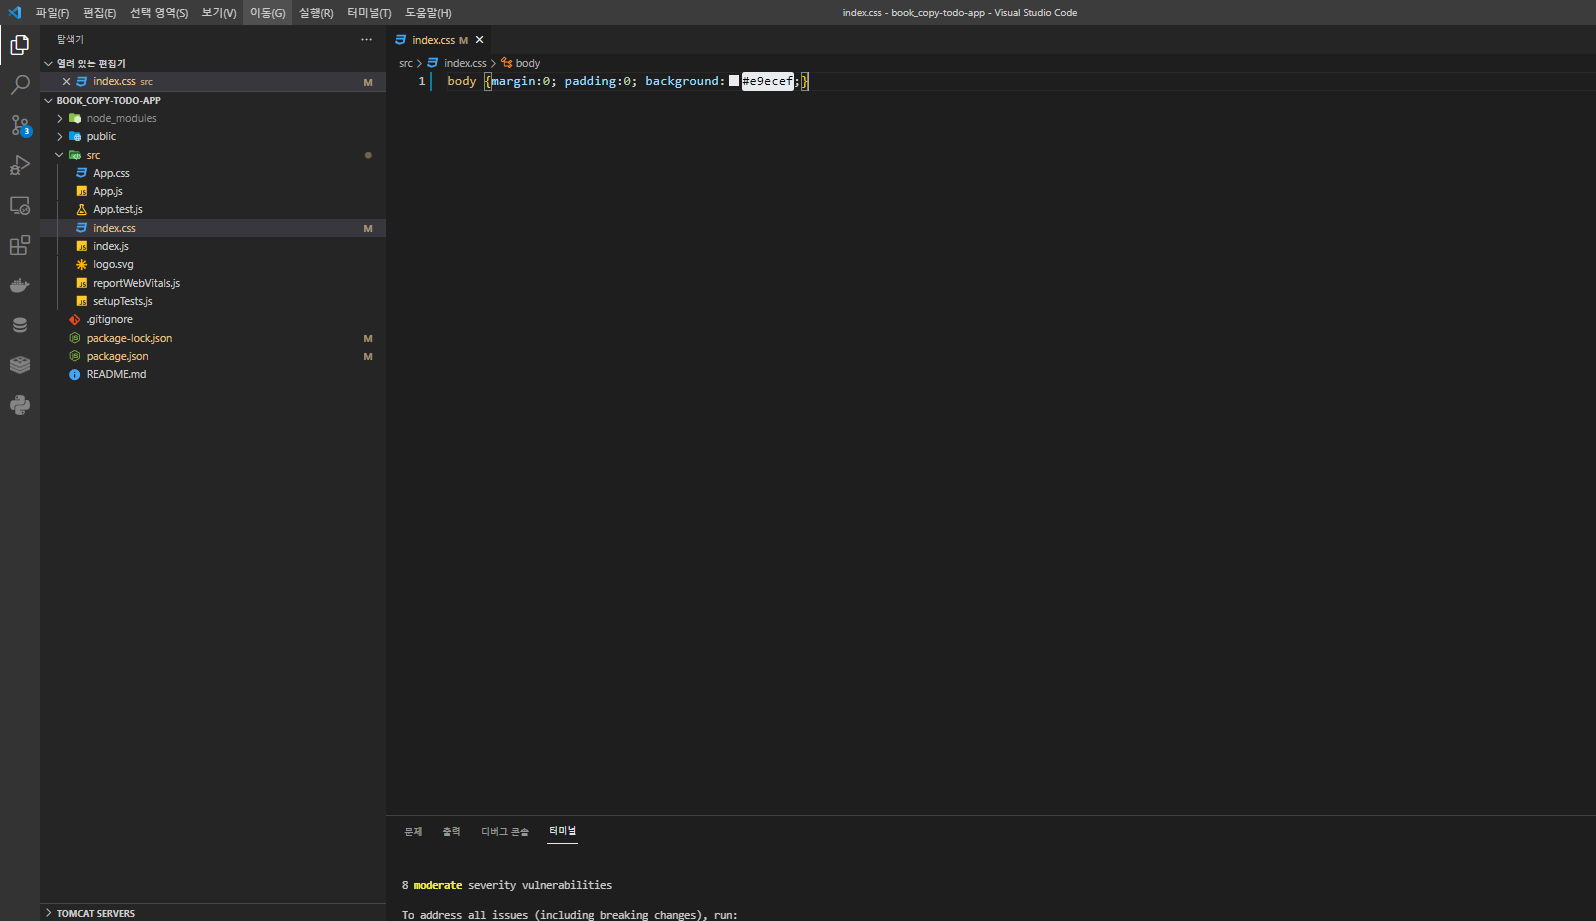 파일(F) 편집(E) 선택 영역(S) 보기(V) 이동(G) 실행(R) 터미널(T) 도움말(H)
index.css - book_copy-todo-app - Visual Studio Code
탐색기
열려 있는 편집기
index.css src M
BOOK_COPY-TODO-APP
node_modules
public
src
App.css
App.js
App.test.js
index.css M
index.js
logo.svg
reportWebVitals.js
setupTests.js
.gitignore
package-lock.json M
package.json M
README.md
TOMCAT SERVERS
3
index.css M
src > index.css > body
1 body {margin:0; padding:0; background:#e9ecef;}
문제 출력 디버그 콘솔 터미널
8 moderate severity vulnerabilities
To address all issues (including breaking changes), run: